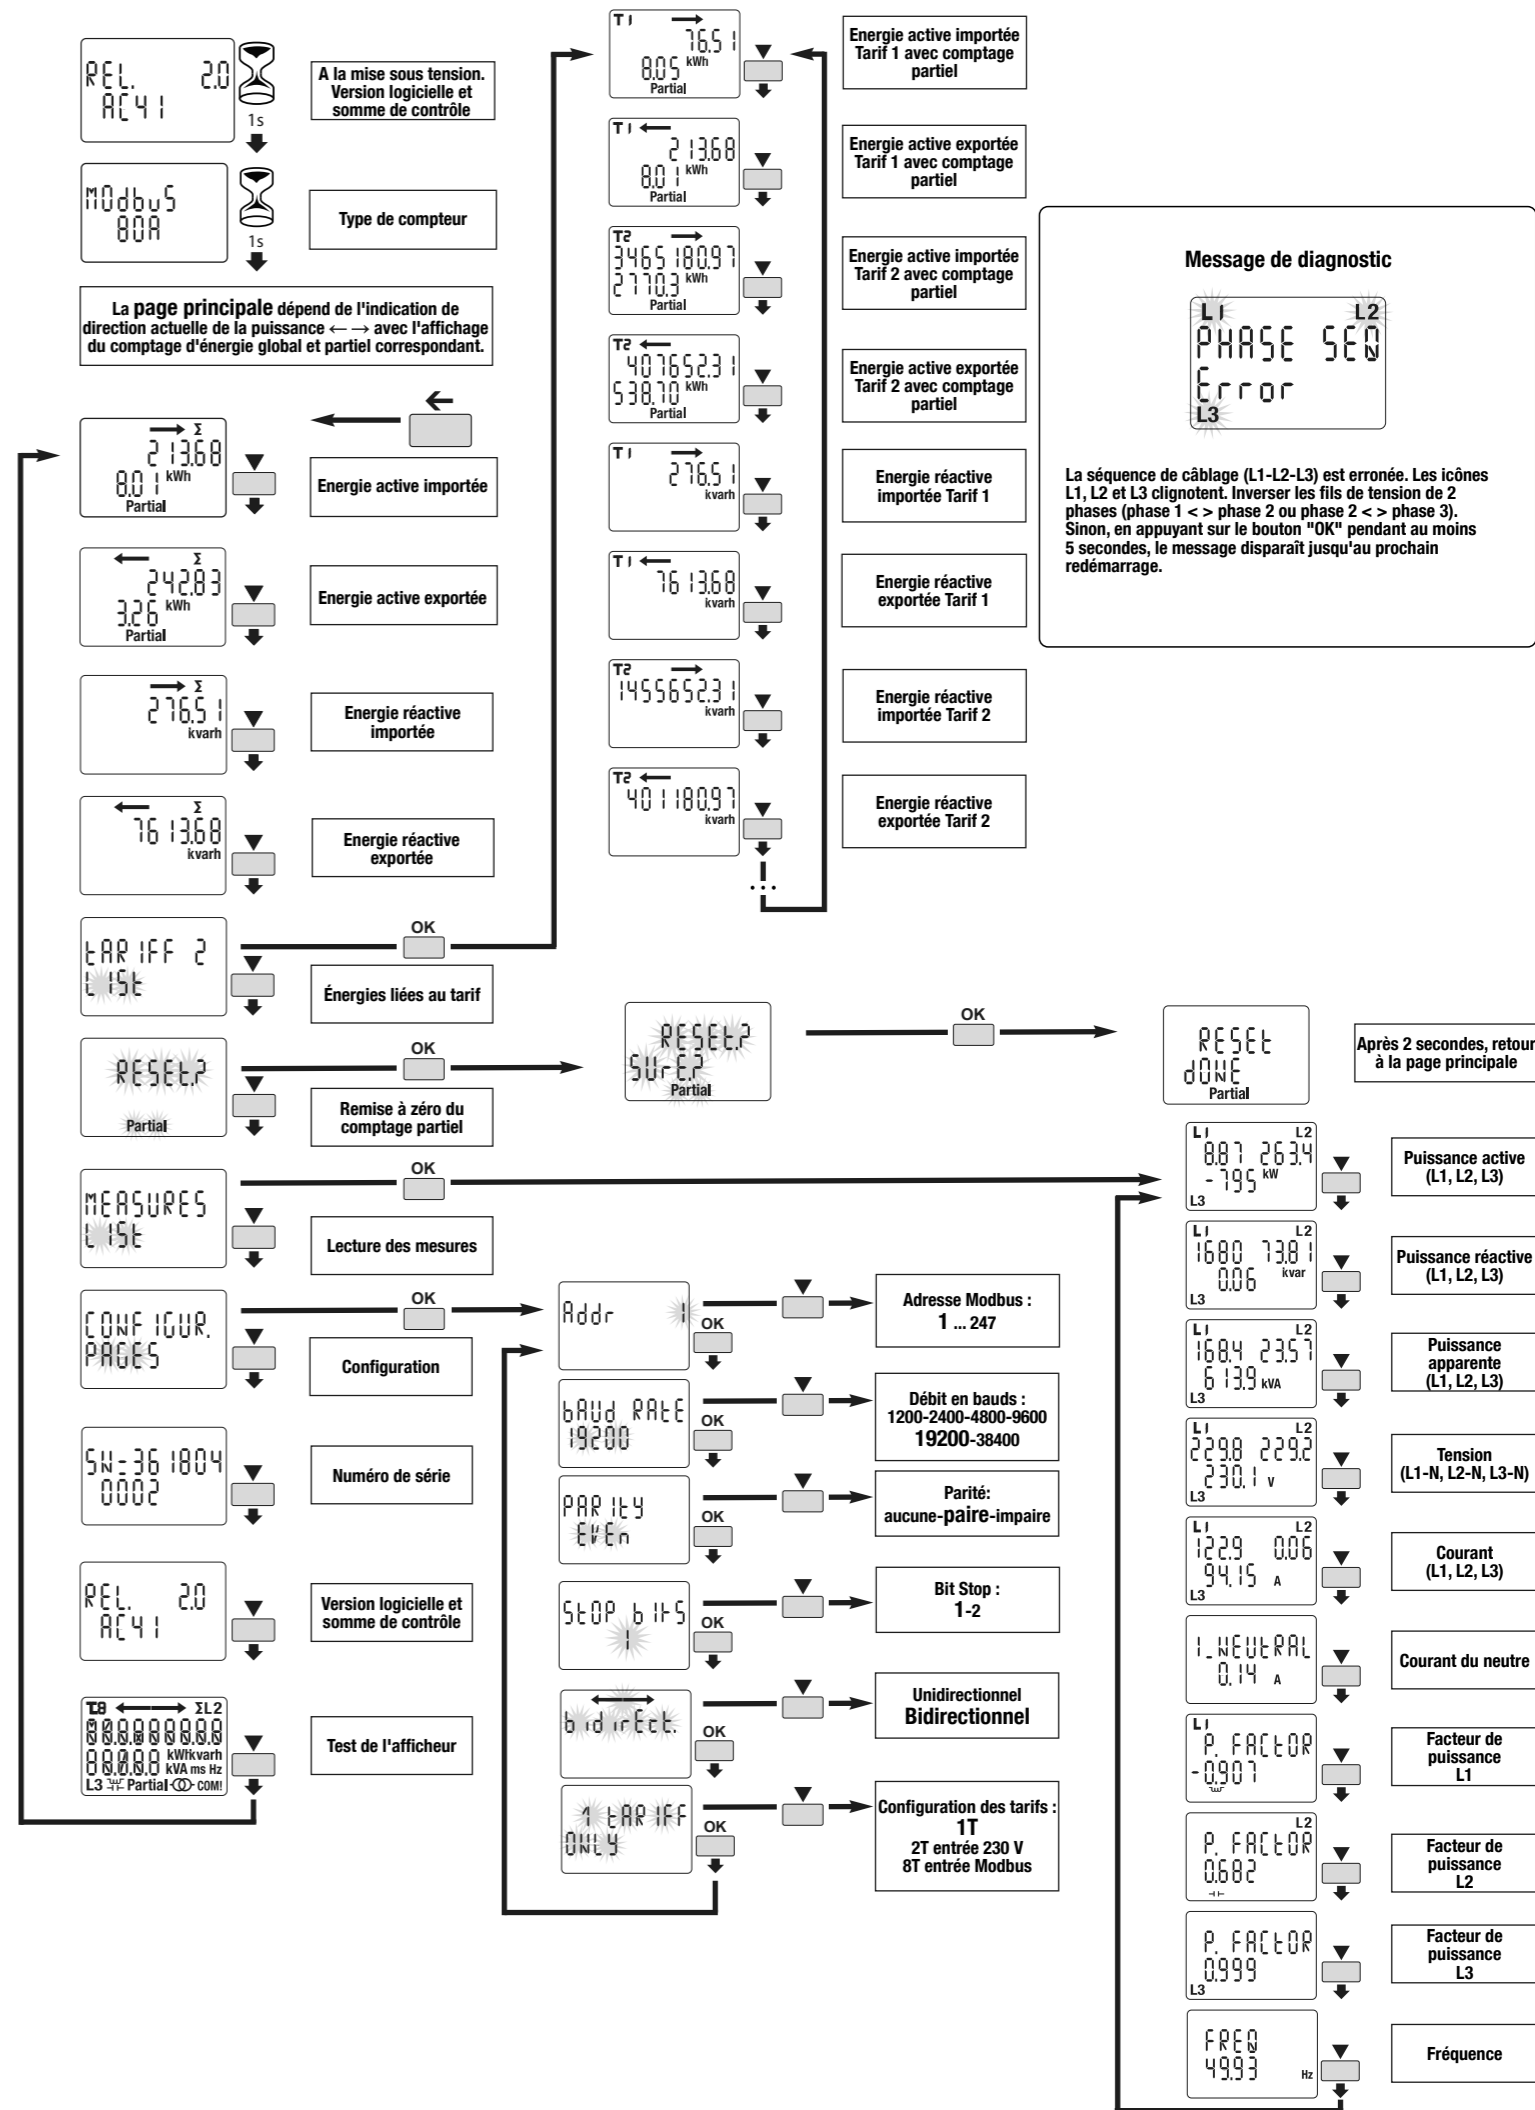 REL. 2.0
AC41
1s
A la mise sous tension.
Version logicielle et
somme de contrôle
MOdbuS
80A
1s
Type de compteur
La page principale dépend de l'indication de
direction actuelle de la puissance ←→ avec l'affichage
du comptage d'énergie global et partiel correspondant.
Σ
213.68
8.01 kWh
Partial
Energie active importée
Σ
242.83
3.26 kWh
Partial
Energie active exportée
Σ
276.51
kvarh
Energie réactive
importée
Σ
7613.68
kvarh
Energie réactive
exportée
tARIFF 2
LISt
OK
Énergies liées au tarif
RESEt.?
Partial
OK
Remise à zéro du
comptage partiel
RESEt.?
SUrE.?
Partial
OK
RESEt
dONE
Partial
Après 2 secondes, retour
à la page principale
MEASURES
LISt
OK
Lecture des mesures
CONFIGUR.
PAGES
OK
Configuration
SN=361804
0002
Numéro de série
REL. 2.0
AC41
Version logicielle et
somme de contrôle
ΣL2
kWhkvarh
kVA ms Hz
L3 Partial COM!
Test de l'afficheur
T1
76.51
8.05 kWh
Partial
Energie active importée
Tarif 1 avec comptage
partiel
T1
213.68
8.01 kWh
Partial
Energie active exportée
Tarif 1 avec comptage
partiel
T2
3465180.97
2770.3 kWh
Partial
Energie active importée
Tarif 2 avec comptage
partiel
T2
407652.31
538.70 kWh
Partial
Energie active exportée
Tarif 2 avec comptage
partiel
T1
276.51
kvarh
Energie réactive
importée Tarif 1
T1
7613.68
kvarh
Energie réactive
exportée Tarif 1
T2
1455652.31
kvarh
Energie réactive
importée Tarif 2
T2
401180.97
kvarh
Energie réactive
exportée Tarif 2
...
Message de diagnostic
L1 L2
PHASE SEQ
Error
L3
La séquence de câblage (L1-L2-L3) est erronée. Les icônes
L1, L2 et L3 clignotent. Inverser les fils de tension de 2
phases (phase 1 < > phase 2 ou phase 2 < > phase 3).
Sinon, en appuyant sur le bouton "OK" pendant au moins
5 secondes, le message disparaît jusqu'au prochain
redémarrage.
Addr 1
OK
Adresse Modbus :
1 ... 247
bAUd RAtE
19200
OK
Débit en bauds :
1200-2400-4800-9600
19200-38400
PARItY
EVEn
OK
Parité:
aucune-paire-impaire
StOP bItS
1
OK
Bit Stop :
1-2
bidirEct.
OK
Unidirectionnel
Bidirectionnel
1 tARIFF
ONLY
OK
Configuration des tarifs :
1T
2T entrée 230 V
8T entrée Modbus
L1 L2
8.87 263.4
-795 kW
L3
Puissance active
(L1, L2, L3)
L1 L2
1680 73.81
0.06 kvar
L3
Puissance réactive
(L1, L2, L3)
L1 L2
168.4 23.57
613.9 kVA
L3
Puissance
apparente
(L1, L2, L3)
L1 L2
229.8 229.2
230.1 V
L3
Tension
(L1-N, L2-N, L3-N)
L1 L2
122.9 0.06
94.15 A
L3
Courant
(L1, L2, L3)
I_NEUtRAL
0.14 A
Courant du neutre
L1
P. FACtOR
-0.907
Facteur de
puissance
L1
L2
P. FACtOR
0.682
Facteur de
puissance
L2
P. FACtOR
0.999
L3
Facteur de
puissance
L3
FREQ
49.93
Hz
Fréquence